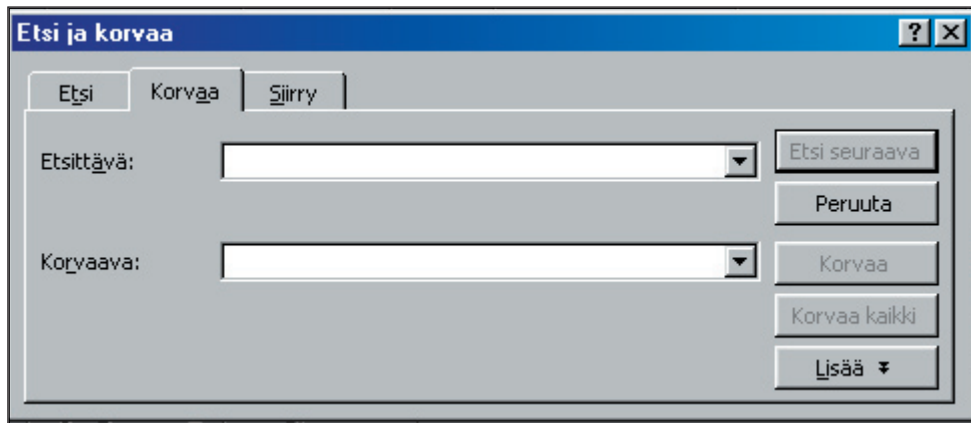 Etsi ja korvaa
Etsi Korvaa Siirry
Etsittävä:
Etsi seuraava
Peruuta
Korvaava:
Korvaa
Korvaa kaikki
Lisää